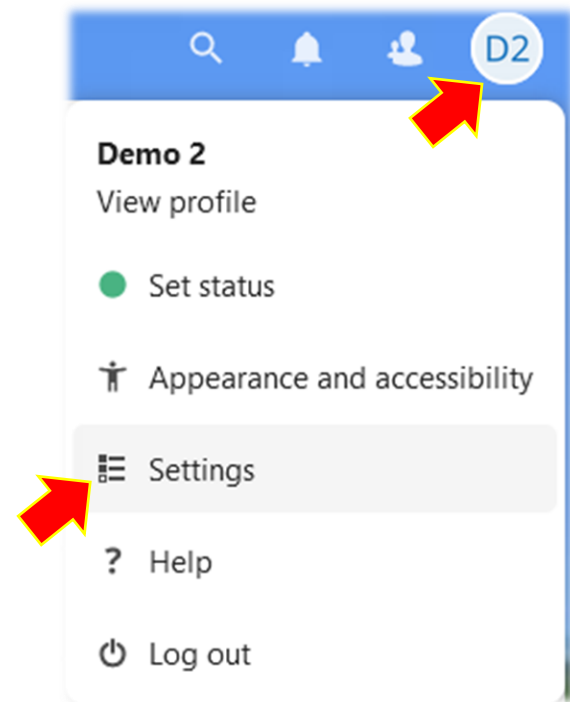 D2
Demo 2
View profile
Set status
Appearance and accessibility
Settings
? Help
Log out